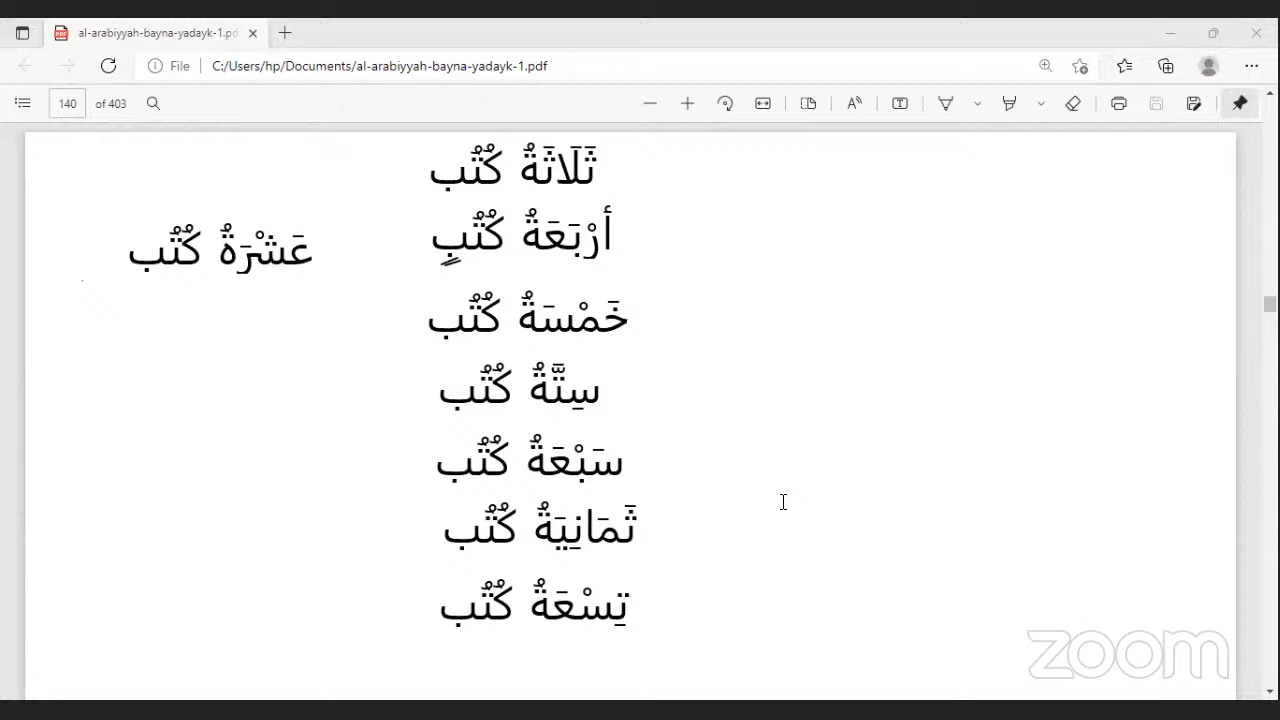 al-arabiyyah-bayna-yadayk-1.pd
File C:/Users/hp/Documents/al-arabiyyah-bayna-yadayk-1.pdf
140 of 403
ثَلَاثَةُ كُتُب
أرْبَعَةُ كُتُبٍ
عَشْرَةُ كُتُب
خَمْسَةُ كُتُب
سِتَّةُ كُتُب
سَبْعَةُ كُتُب
ثَمَانِيَةُ كُتُب
تِسْعَةُ كُتُب
zoom